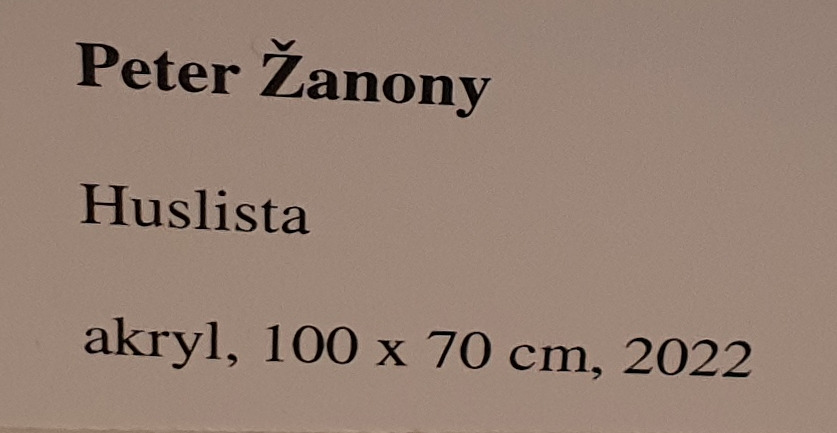 Peter Žanony
Huslista
akryl, 100 x 70 cm, 2022